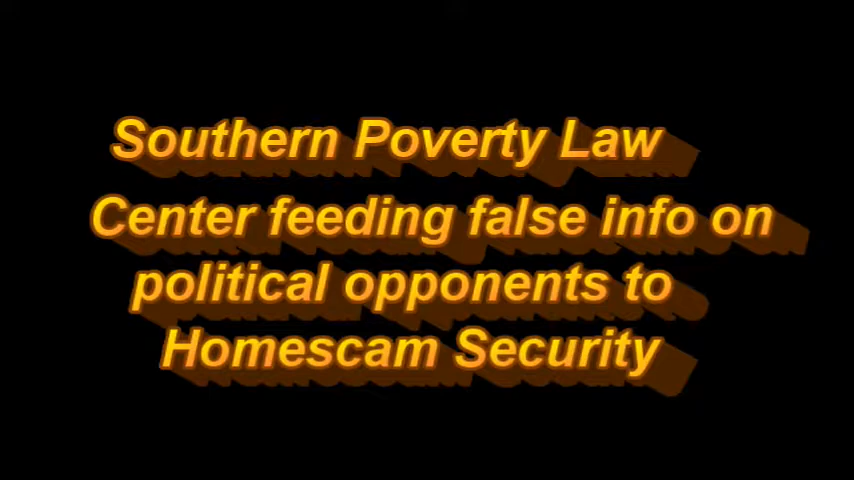 Southern Poverty Law
Center feeding false info on
political opponents to
Homescam Security